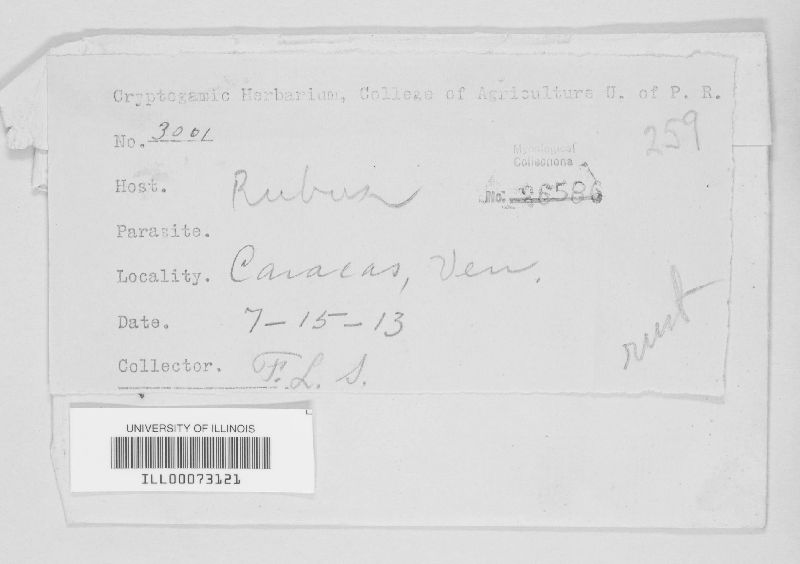 Cryptogamic Herbarium, College of Agriculture U. of P. R.
No. 3001
259
Mycological
Collections
No. 26586
Host. Rubus
Parasite.
Locality. Caracas, Ven.
Date. 7-15-13
rust
Collector. F. L. S.
UNIVERSITY OF ILLINOIS
ILL00073121